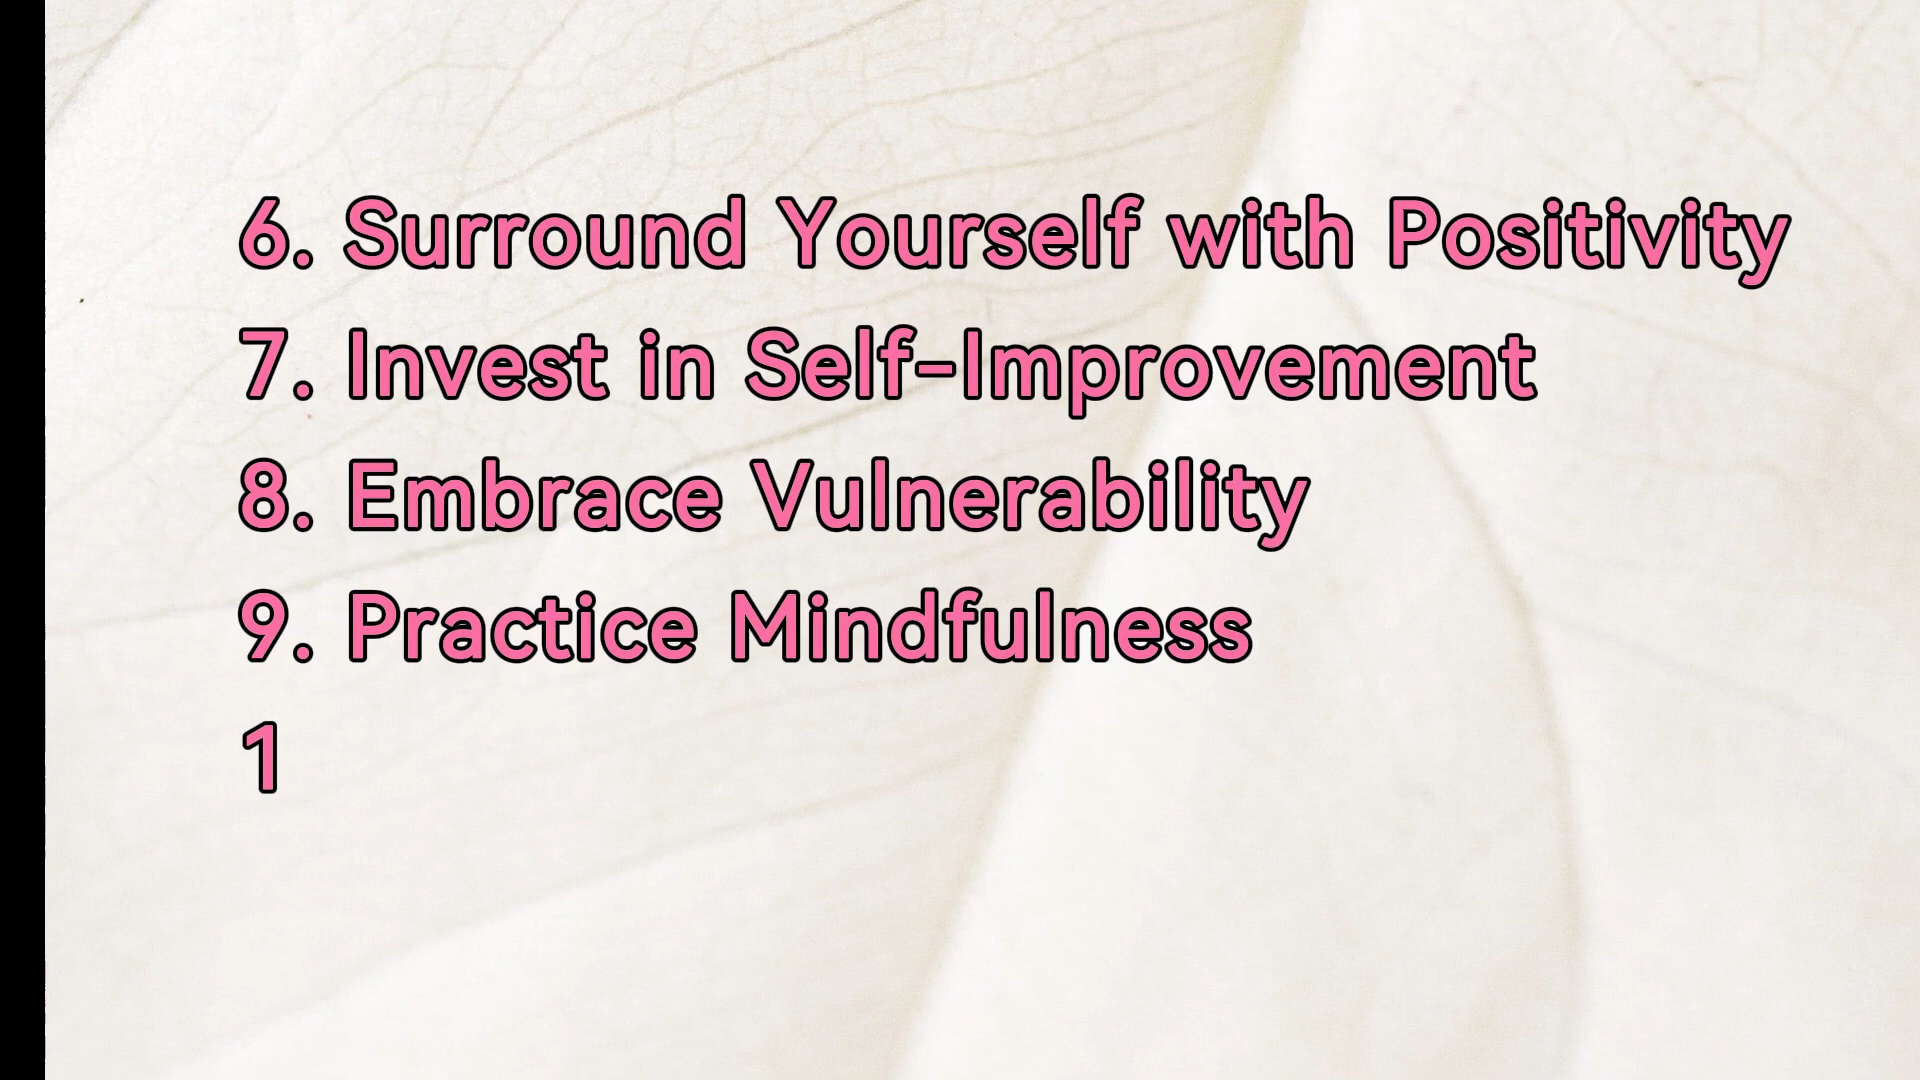 6. Surround Yourself with Positivity
7. Invest in Self-Improvement
8. Embrace Vulnerability
9. Practice Mindfulness
1